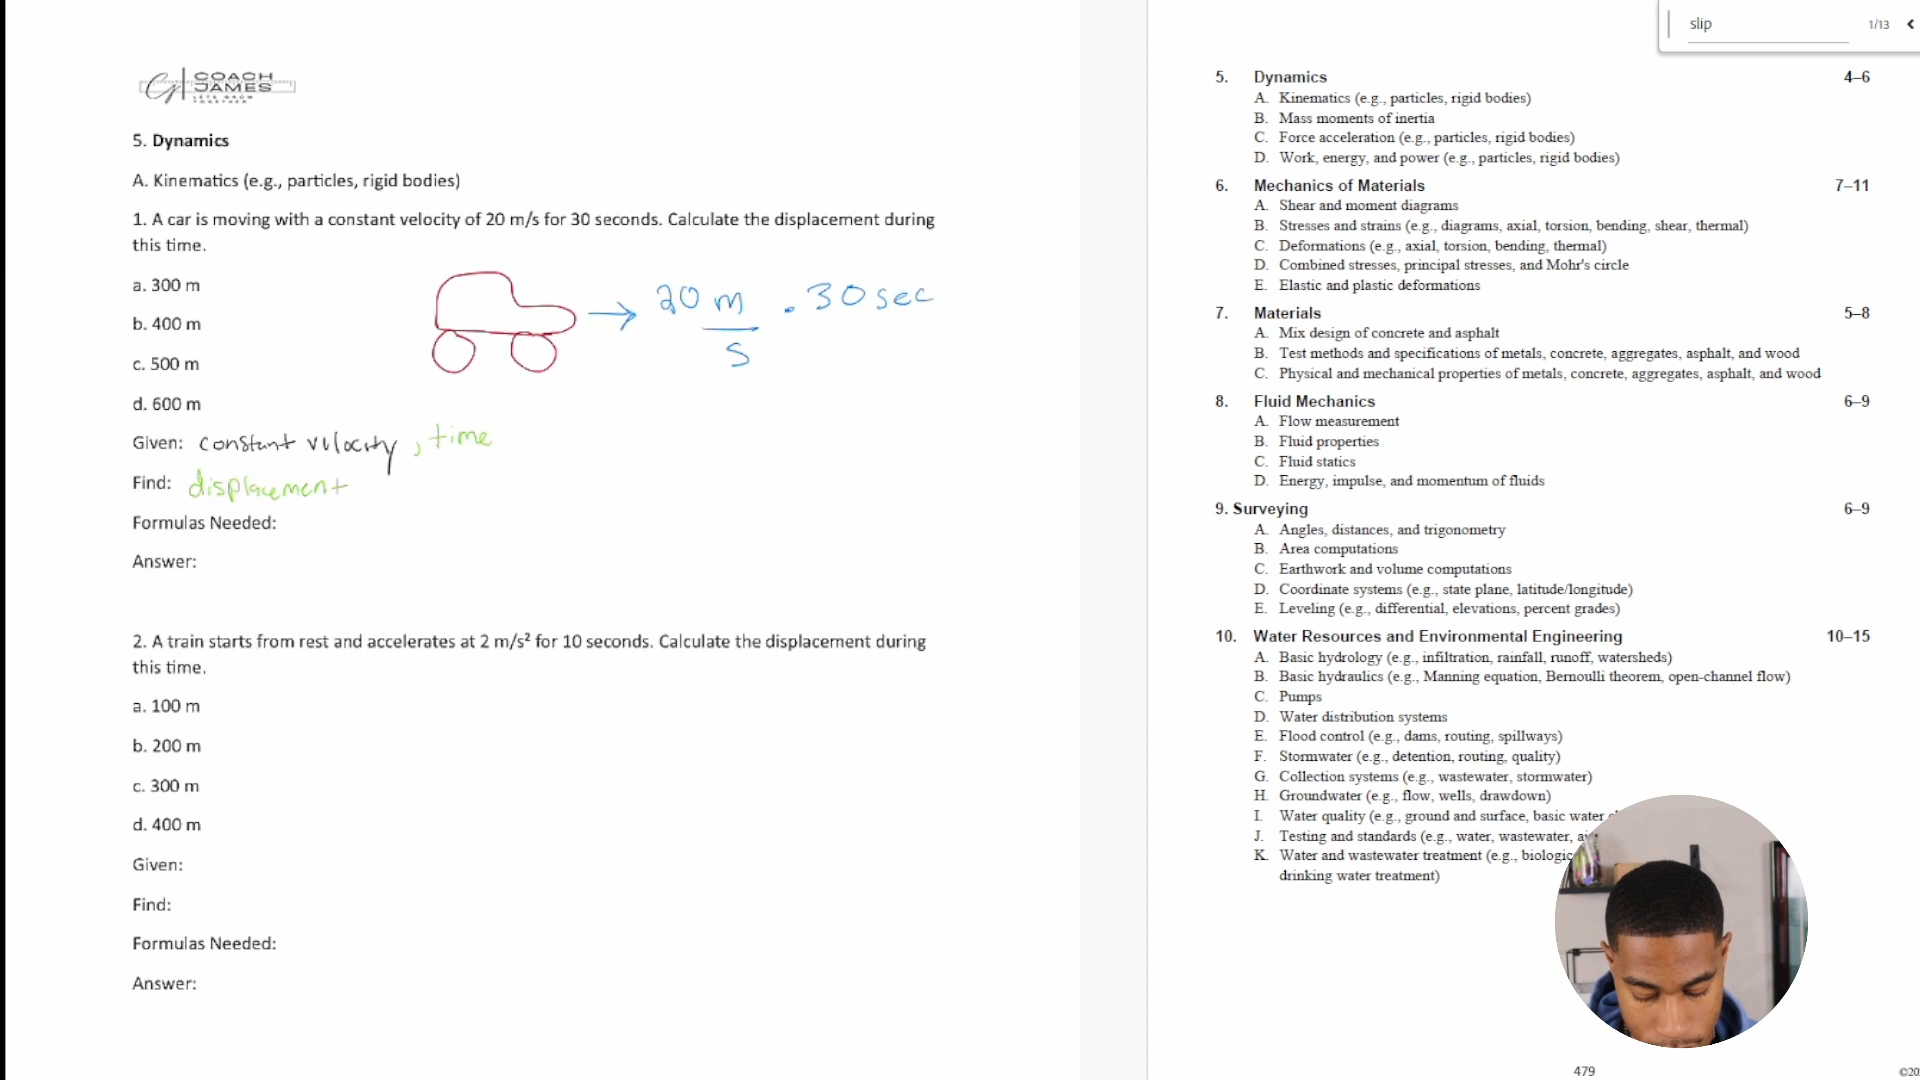 COACH
JAMES
LET'S GROW
TOGETHER
5. Dynamics
A. Kinematics (e.g., particles, rigid bodies)
1. A car is moving with a constant velocity of 20 m/s for 30 seconds. Calculate the displacement during
this time.
a. 300 m
b. 400 m
c. 500 m
d. 600 m
20 m/s . 30 sec
Given: constant velocity, time
Find: displacement
Formulas Needed:
Answer:
2. A train starts from rest and accelerates at 2 m/s² for 10 seconds. Calculate the displacement during
this time.
a. 100 m
b. 200 m
c. 300 m
d. 400 m
Given:
Find:
Formulas Needed:
Answer:
slip 1/13
5. Dynamics 4–6
A. Kinematics (e.g., particles, rigid bodies)
B. Mass moments of inertia
C. Force acceleration (e.g., particles, rigid bodies)
D. Work, energy, and power (e.g., particles, rigid bodies)
6. Mechanics of Materials 7–11
A. Shear and moment diagrams
B. Stresses and strains (e.g., diagrams, axial, torsion, bending, shear, thermal)
C. Deformations (e.g., axial, torsion, bending, thermal)
D. Combined stresses, principal stresses, and Mohr's circle
E. Elastic and plastic deformations
7. Materials 5–8
A. Mix design of concrete and asphalt
B. Test methods and specifications of metals, concrete, aggregates, asphalt, and wood
C. Physical and mechanical properties of metals, concrete, aggregates, asphalt, and wood
8. Fluid Mechanics 6–9
A. Flow measurement
B. Fluid properties
C. Fluid statics
D. Energy, impulse, and momentum of fluids
9. Surveying 6–9
A. Angles, distances, and trigonometry
B. Area computations
C. Earthwork and volume computations
D. Coordinate systems (e.g., state plane, latitude/longitude)
E. Leveling (e.g., differential, elevations, percent grades)
10. Water Resources and Environmental Engineering 10–15
A. Basic hydrology (e.g., infiltration, rainfall, runoff, watersheds)
B. Basic hydraulics (e.g., Manning equation, Bernoulli theorem, open-channel flow)
C. Pumps
D. Water distribution systems
E. Flood control (e.g., dams, routing, spillways)
F. Stormwater (e.g., detention, routing, quality)
G. Collection systems (e.g., wastewater, stormwater)
H. Groundwater (e.g., flow, wells, drawdown)
I. Water quality (e.g., ground and surface, basic water
J. Testing and standards (e.g., water, wastewater,
K. Water and wastewater treatment (e.g.,
drinking water treatment)
479 ©20